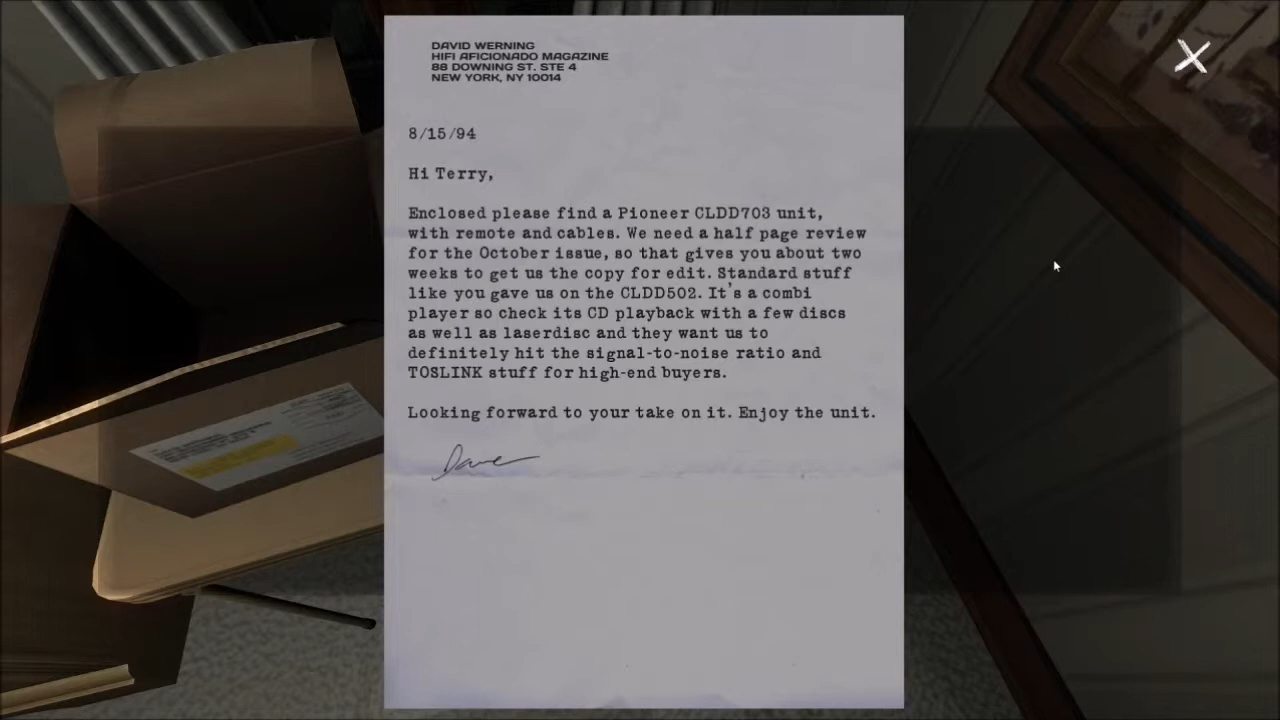 DAVID WERNING
HIFI AFICIONADO MAGAZINE
88 DOWNING ST. STE 4
NEW YORK, NY 10014
8/15/94
Hi Terry,
Enclosed please find a Pioneer CLDD703 unit,
with remote and cables. We need a half page review
for the October issue, so that gives you about two
weeks to get us the copy for edit. Standard stuff
like you gave us on the CLDD502. It's a combi
player so check its CD playback with a few discs
as well as laserdisc and they want us to
definitely hit the signal-to-noise ratio and
TOSLINK stuff for high-end buyers.
Looking forward to your take on it. Enjoy the unit.
Dave